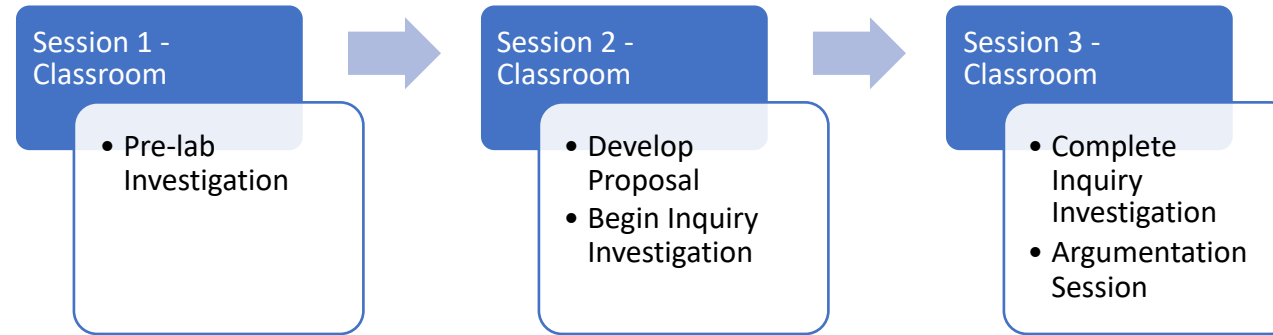 Session 1 -
Classroom
• Pre-lab
Investigation
Session 2 -
Classroom
• Develop
Proposal
• Begin Inquiry
Investigation
Session 3 -
Classroom
• Complete
Inquiry
Investigation
• Argumentation
Session